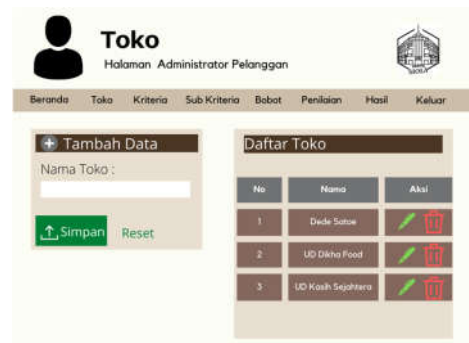 Toko
Halaman Administrator Pelanggan
Beranda Toko Kriteria Sub Kriteria Bobot Penilaian Hasil Keluar
Tambah Data
Nama Toko :
Simpan Reset
Daftar Toko
No Nama Aksi
1 Dede Satoe
2 UD Dikha Food
3 UD Kasih Sejahtera